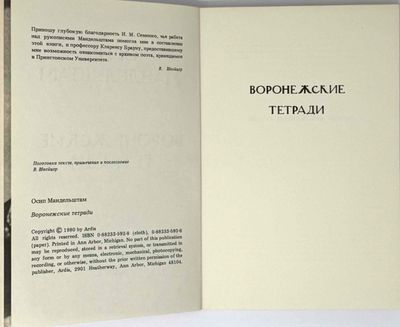 Приношу глубокую благодарность И. М. Семенко, чья работа
над рукописями Мандельштама помогла мне в составлении
этой книги, и профессору Кларенсу Брауну, предоставившему
мне возможность ознакомиться с архивом поэта, хранящимся
в Принстонском Университете.
В. Швейцер
Подготовка текста, примечания и послесловие
В. Швейцер
Осип Мандельштам
Воронежские тетради
Copyright © 1980 by Ardis
All rights reserved. ISBN 0-88233-592-6 (cloth), 0-88233-593-6
(paper). Printed in Ann Arbor, Michigan. No part of this publication
may be reproduced, stored in a retrieval system, or transmitted in
any form or by any means, electronic, mechanical, photocopying,
recording, or otherwise, without the prior written permission of the
publisher, Ardis, 2901 Heatherway, Ann Arbor, Michigan 48104.
ВОРОНЕЖСКИЕ
ТЕТРАДИ